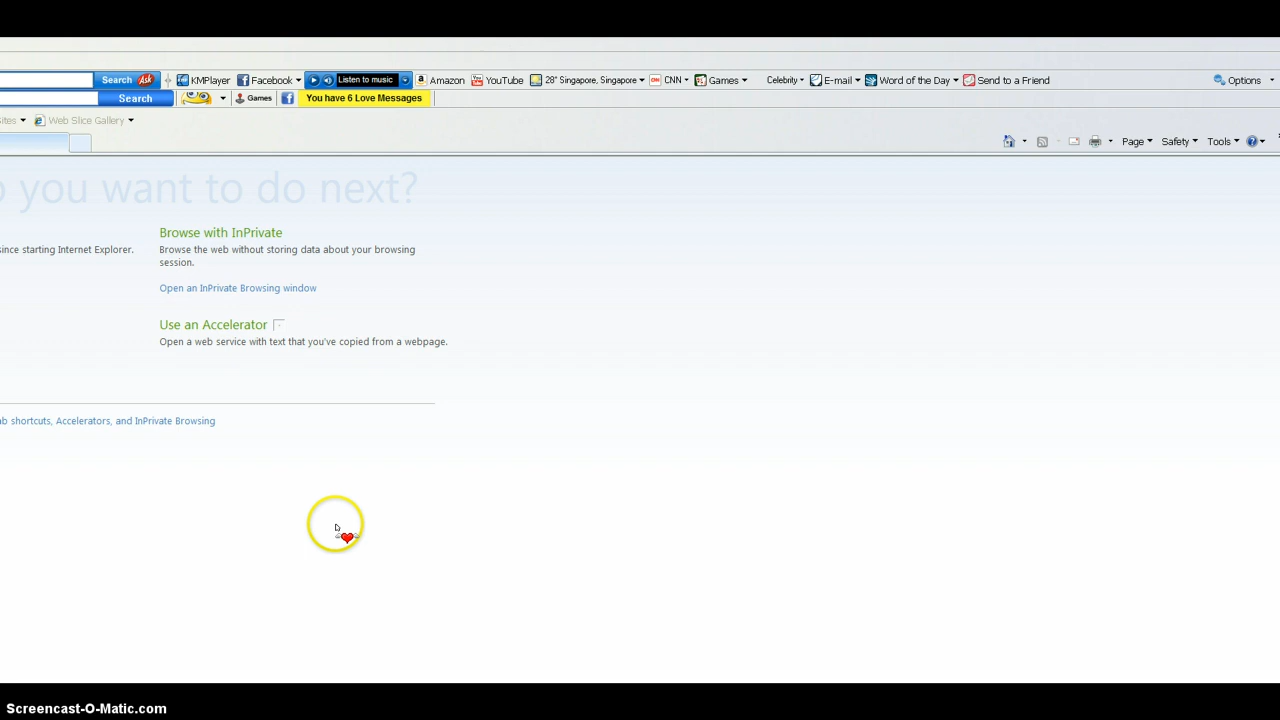 Search Ask KMPlayer Facebook Listen to music Amazon YouTube 28° Singapore, Singapore CNN Games Celebrity E-mail Word of the Day Send to a Friend Options
Search Games You have 6 Love Messages
Sites Web Slice Gallery
Page Safety Tools
you want to do next?
Browse with InPrivate
since starting Internet Explorer. Browse the web without storing data about your browsing
session.
Open an InPrivate Browsing window
Use an Accelerator
Open a web service with text that you've copied from a webpage.
ab shortcuts, Accelerators, and InPrivate Browsing
Screencast-O-Matic.com